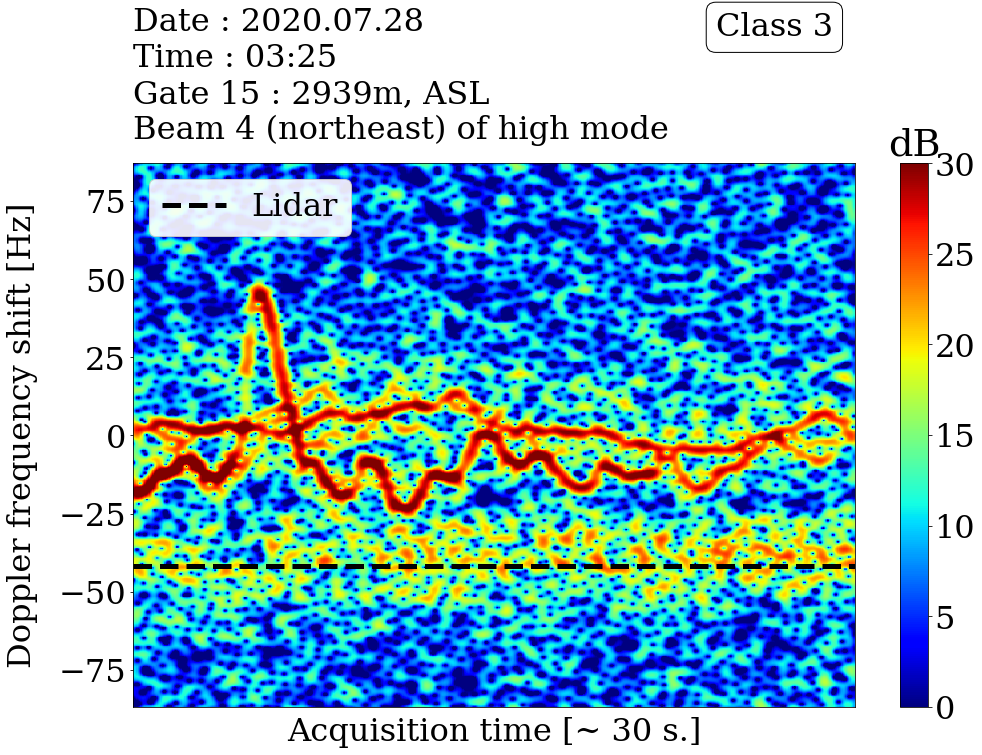 Date : 2020.07.28
Time : 03:25
Gate 15 : 2939m, ASL
Beam 4 (northeast) of high mode
Class 3
dB
Lidar
75
50
25
0
−25
−50
−75
Doppler frequency shift [Hz]
Acquisition time [~ 30 s.]
30
25
20
15
10
5
0